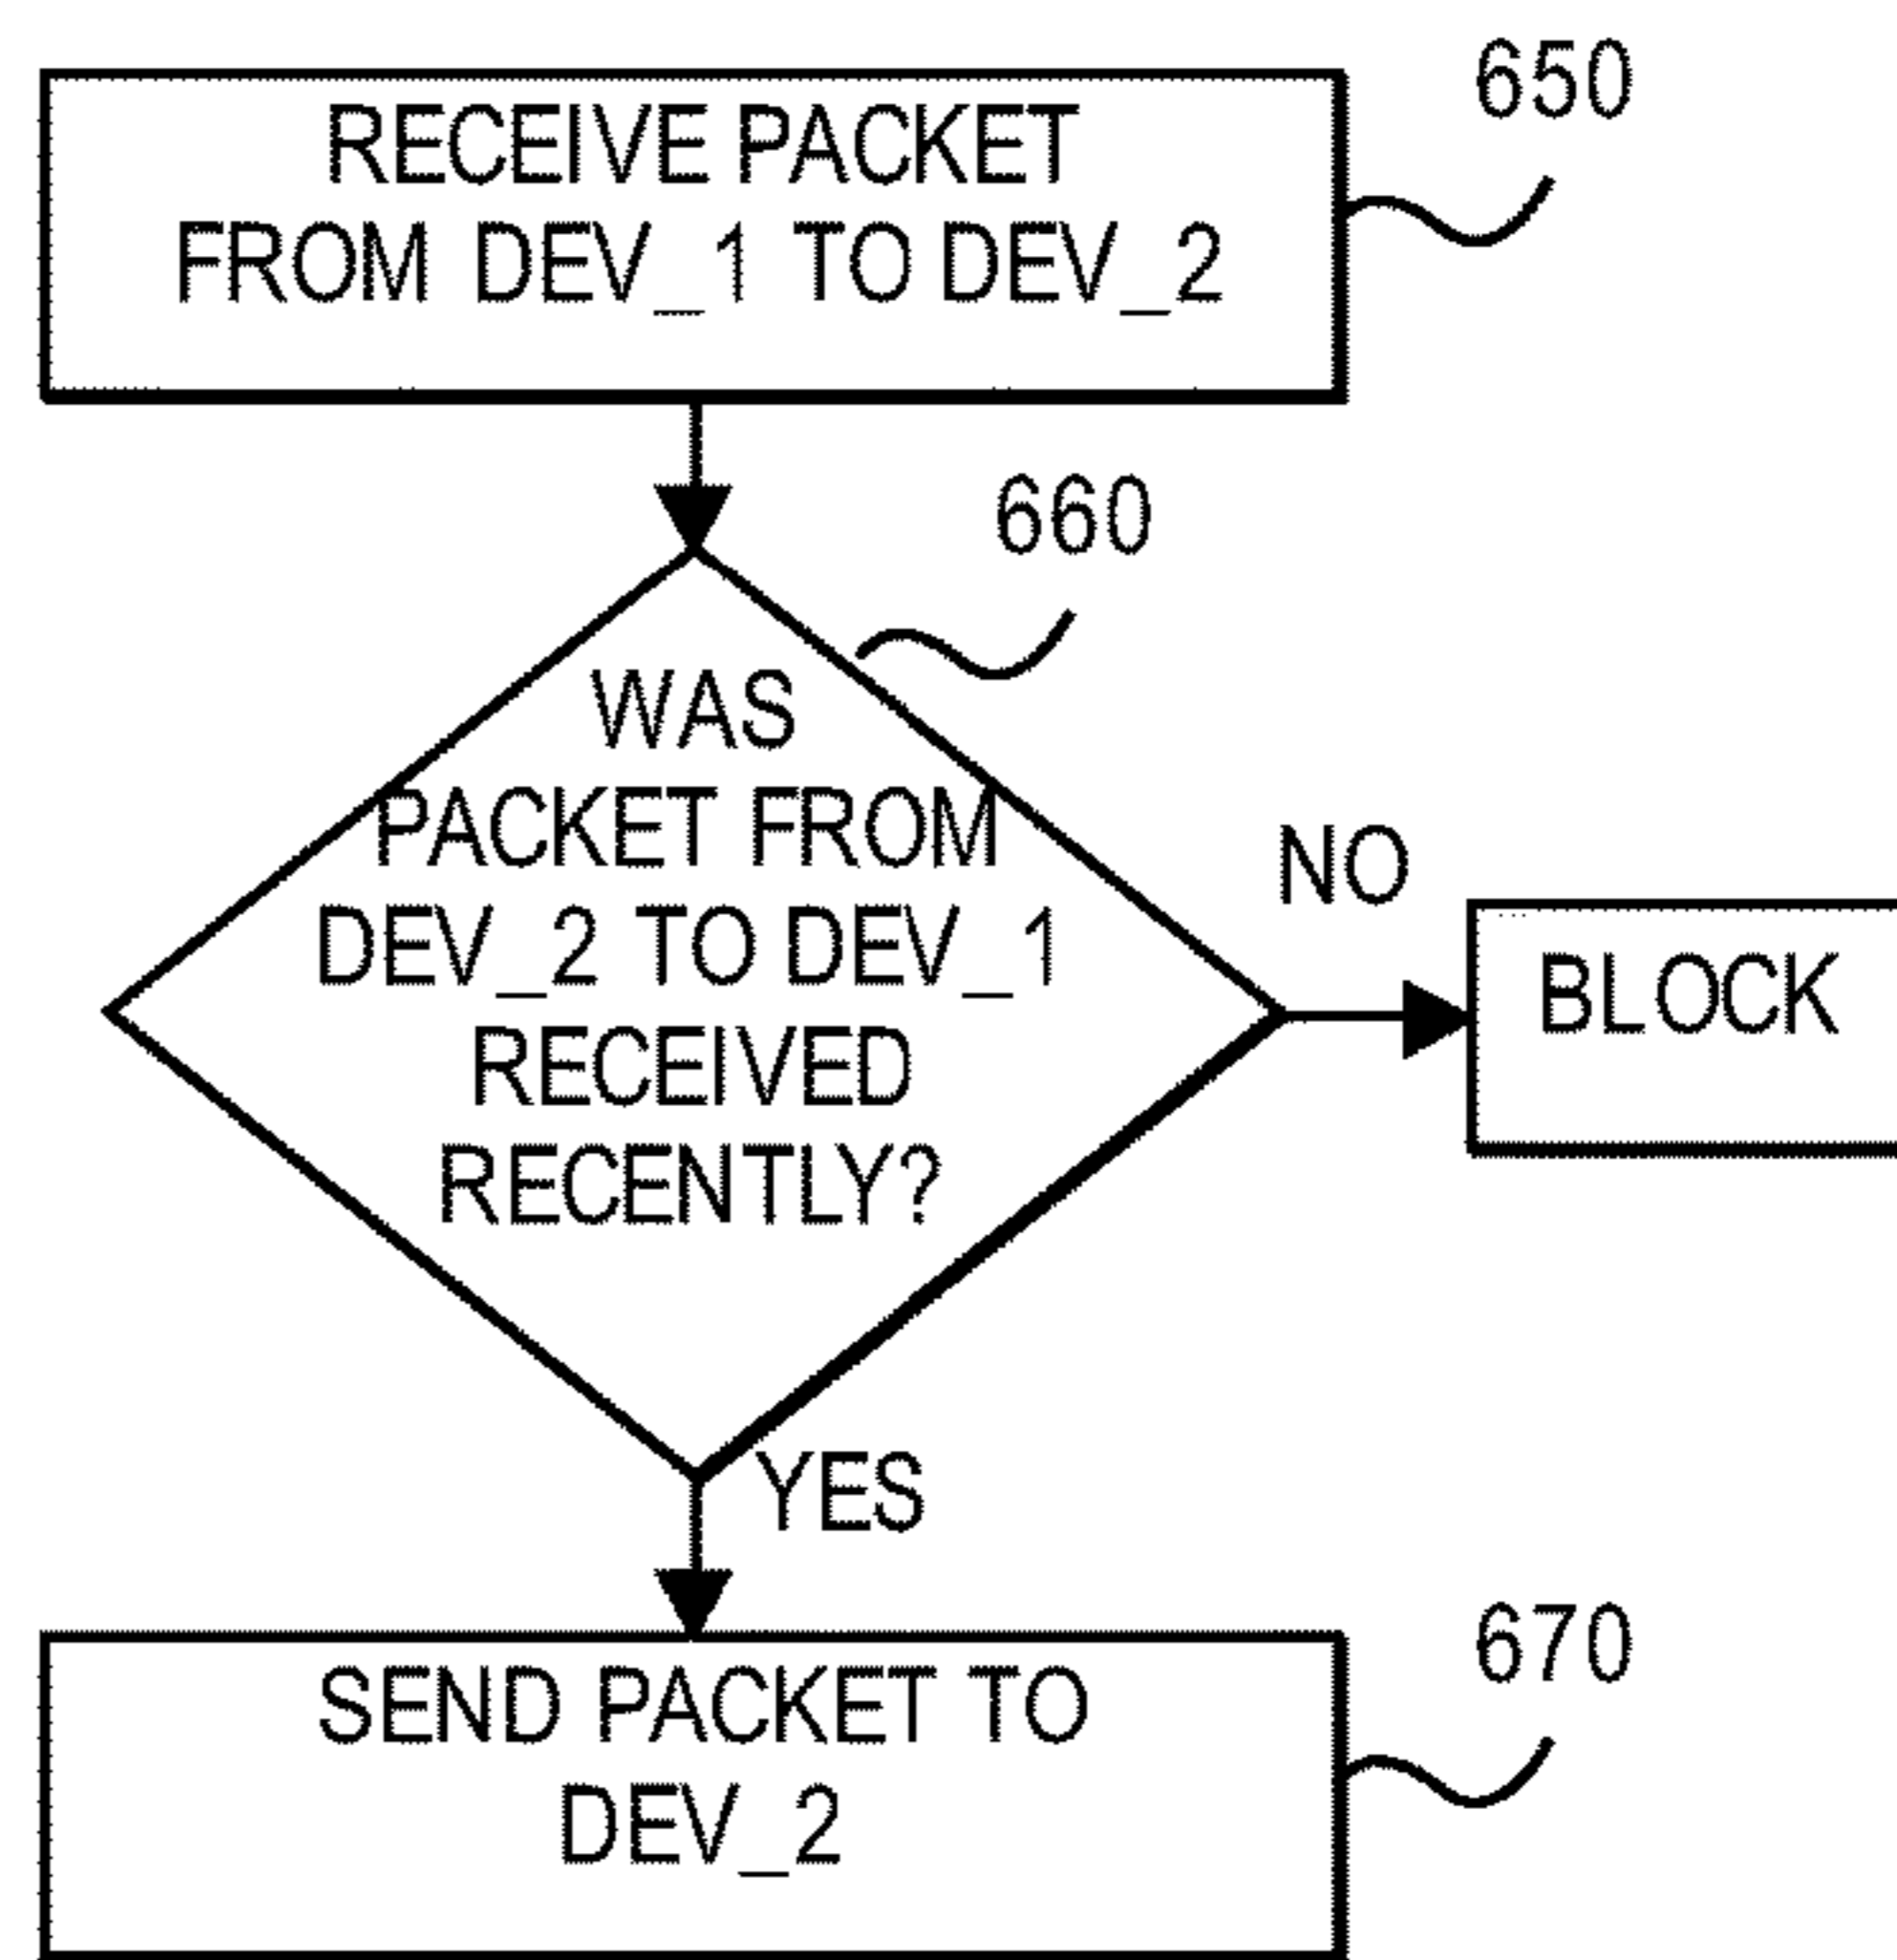 RECEIVE PACKET
FROM DEV_1 TO DEV_2
650
660
WAS
PACKET FROM
DEV_2 TO DEV_1
RECEIVED
RECENTLY?
NO
BLOCK
YES
SEND PACKET TO
DEV_2
670